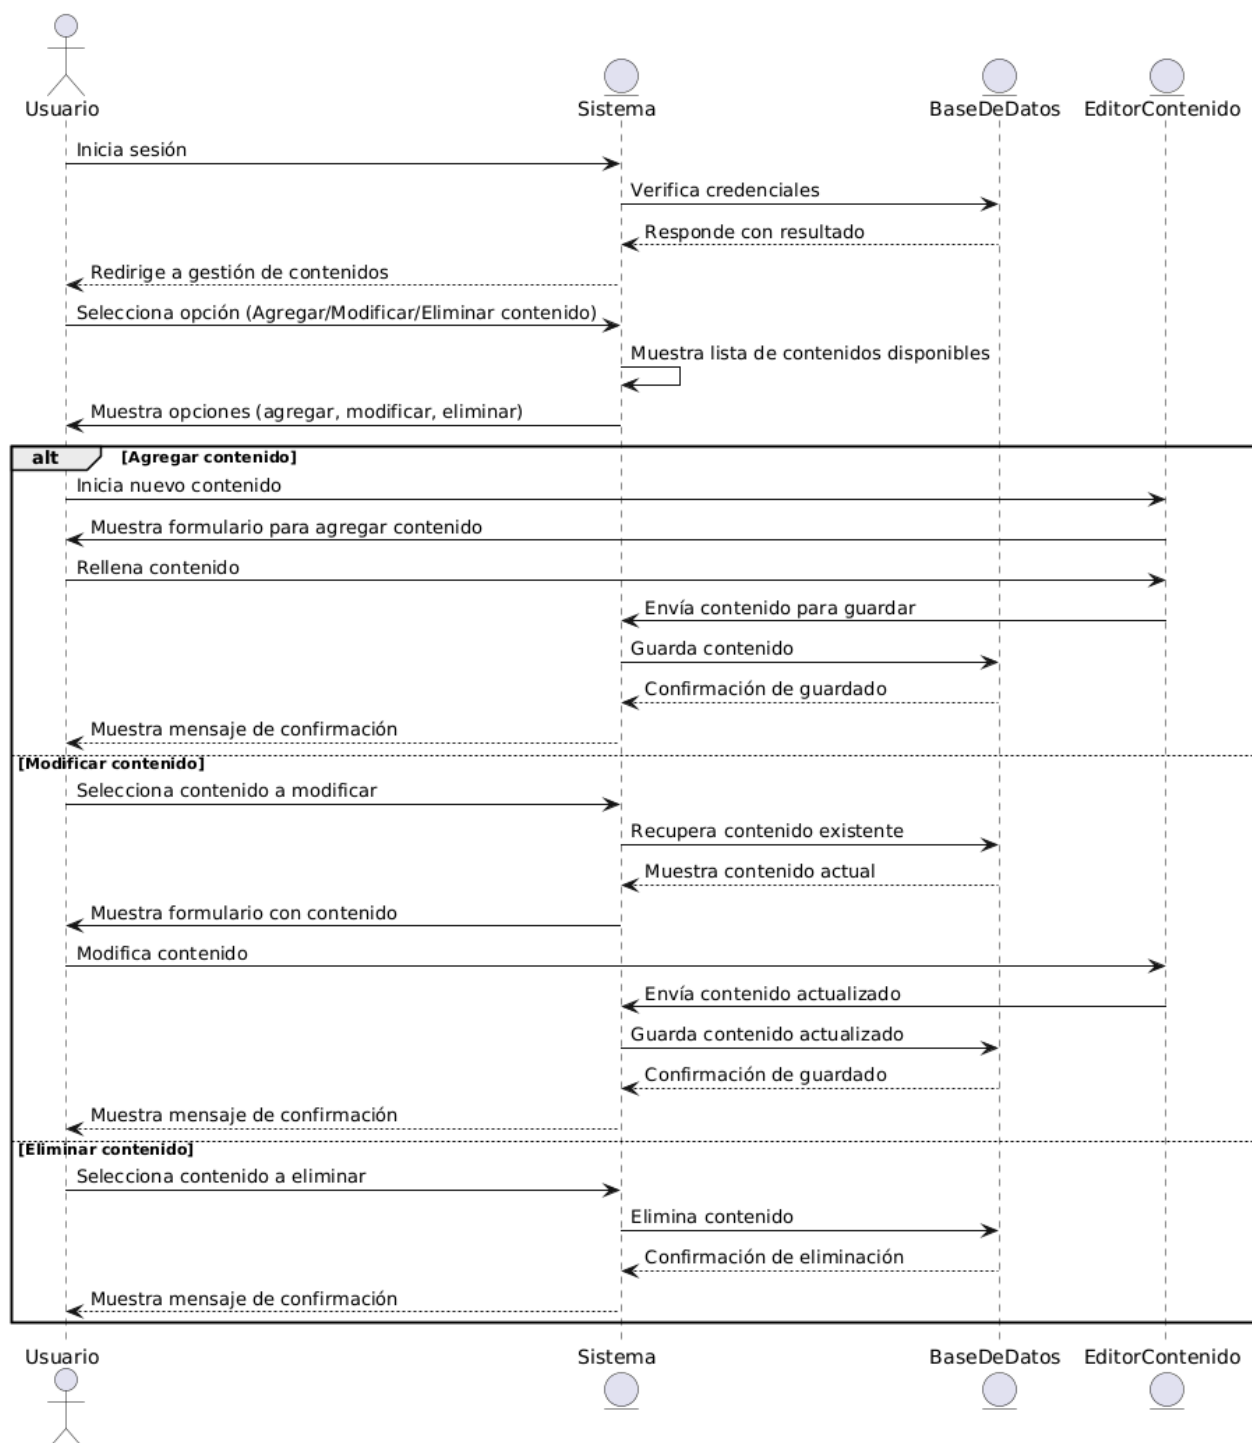 Usuario
Sistema
BaseDeDatos
EditorContenido
Inicia sesión
Verifica credenciales
Responde con resultado
Redirige a gestión de contenidos
Selecciona opción (Agregar/Modificar/Eliminar contenido)
Muestra lista de contenidos disponibles
Muestra opciones (agregar, modificar, eliminar)
alt
[Agregar contenido]
Inicia nuevo contenido
Muestra formulario para agregar contenido
Rellena contenido
Envía contenido para guardar
Guarda contenido
Confirmación de guardado
Muestra mensaje de confirmación
[Modificar contenido]
Selecciona contenido a modificar
Recupera contenido existente
Muestra contenido actual
Muestra formulario con contenido
Modifica contenido
Envía contenido actualizado
Guarda contenido actualizado
Confirmación de guardado
Muestra mensaje de confirmación
[Eliminar contenido]
Selecciona contenido a eliminar
Elimina contenido
Confirmación de eliminación
Muestra mensaje de confirmación
Usuario
Sistema
BaseDeDatos
EditorContenido